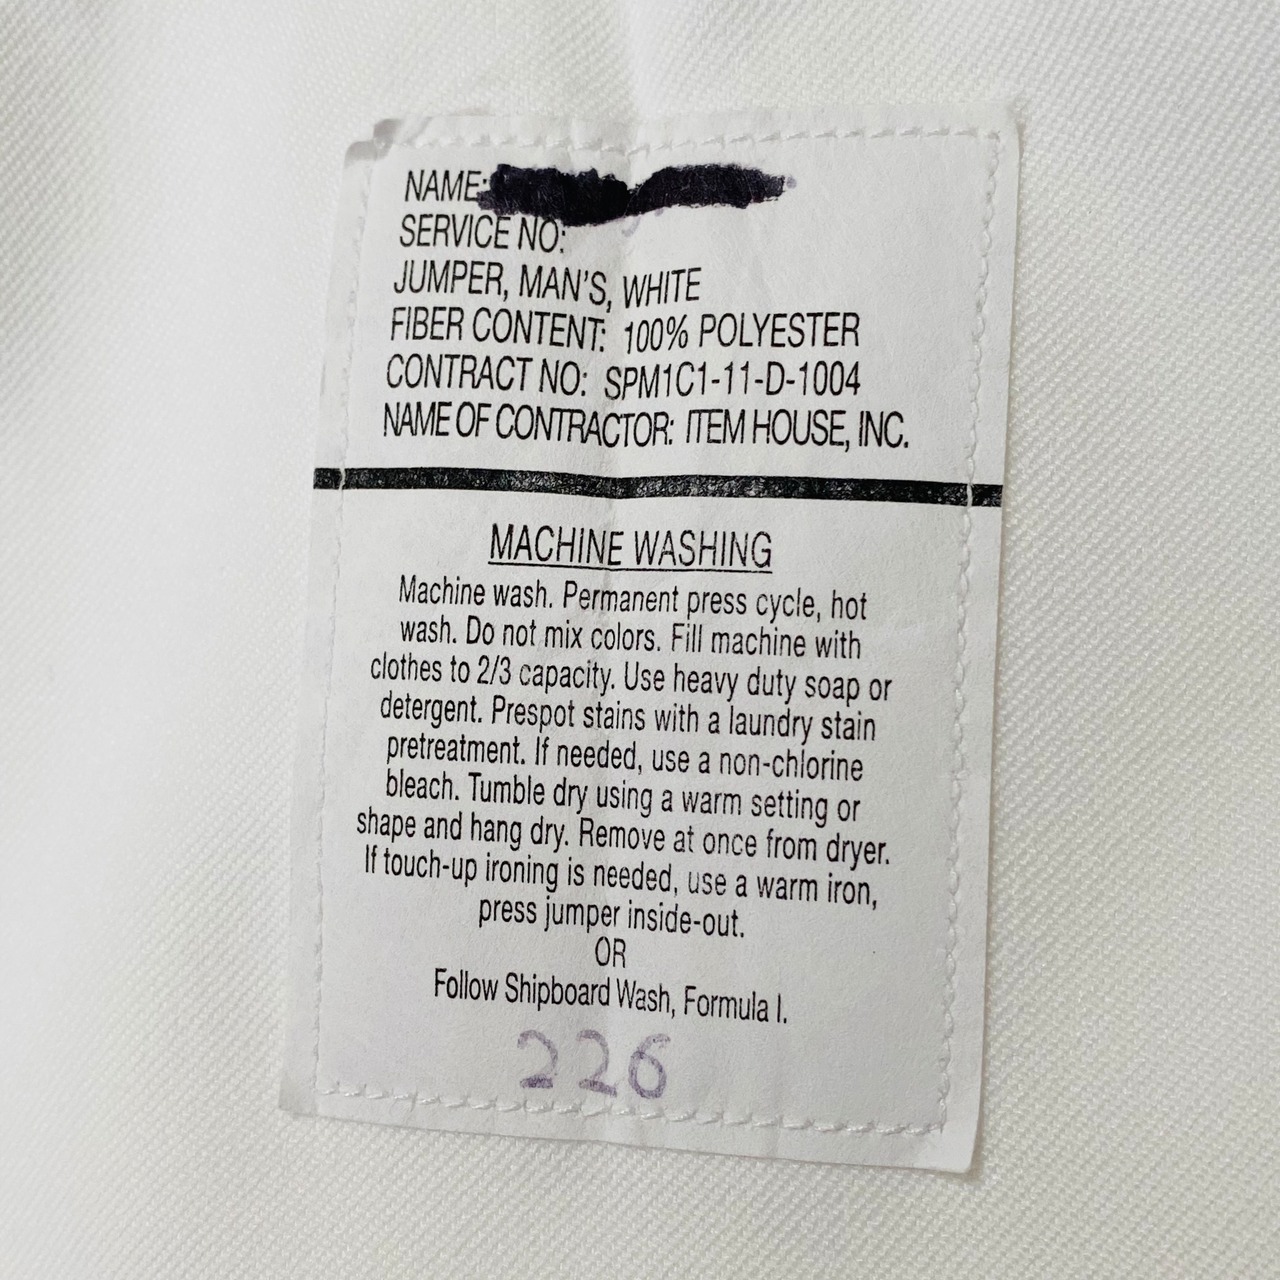 NAME:
SERVICE NO:
JUMPER, MAN'S, WHITE
FIBER CONTENT: 100% POLYESTER
CONTRACT NO: SPM1C1-11-D-1004
NAME OF CONTRACTOR: ITEM HOUSE, INC.
MACHINE WASHING
Machine wash. Permanent press cycle, hot
wash. Do not mix colors. Fill machine with
clothes to 2/3 capacity. Use heavy duty soap or
detergent. Prespot stains with a laundry stain
pretreatment. If needed, use a non-chlorine
bleach. Tumble dry using a warm setting or
shape and hang dry. Remove at once from dryer.
If touch-up ironing is needed, use a warm iron,
press jumper inside-out.
OR
Follow Shipboard Wash, Formula I.
226